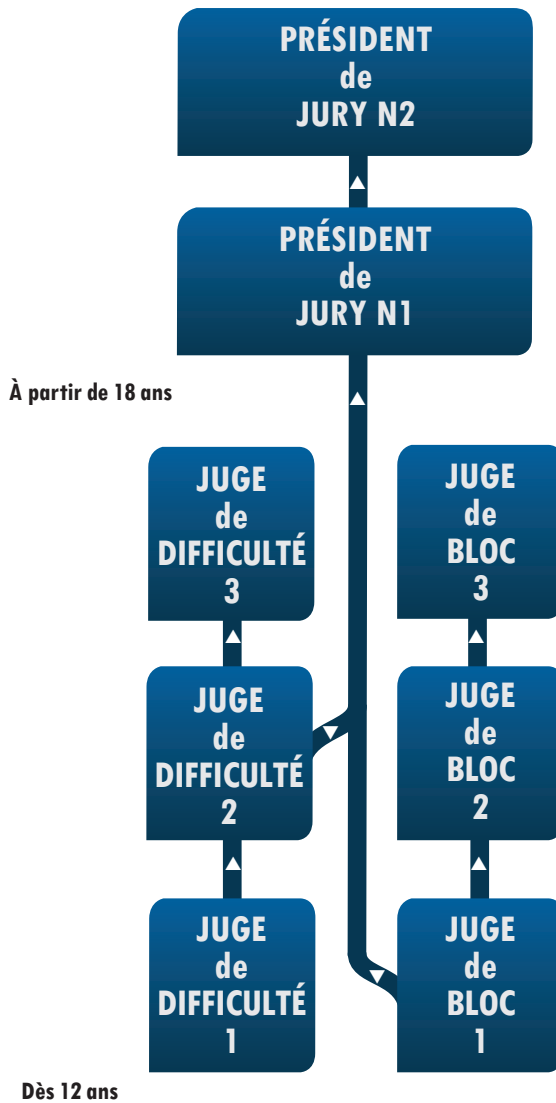 PRÉSIDENT
de
JURY N2
PRÉSIDENT
de
JURY N1
À partir de 18 ans
JUGE
de
DIFFICULTÉ
3
JUGE
de
BLOC
3
JUGE
de
DIFFICULTÉ
2
JUGE
de
BLOC
2
JUGE
de
DIFFICULTÉ
1
JUGE
de
BLOC
1
Dès 12 ans